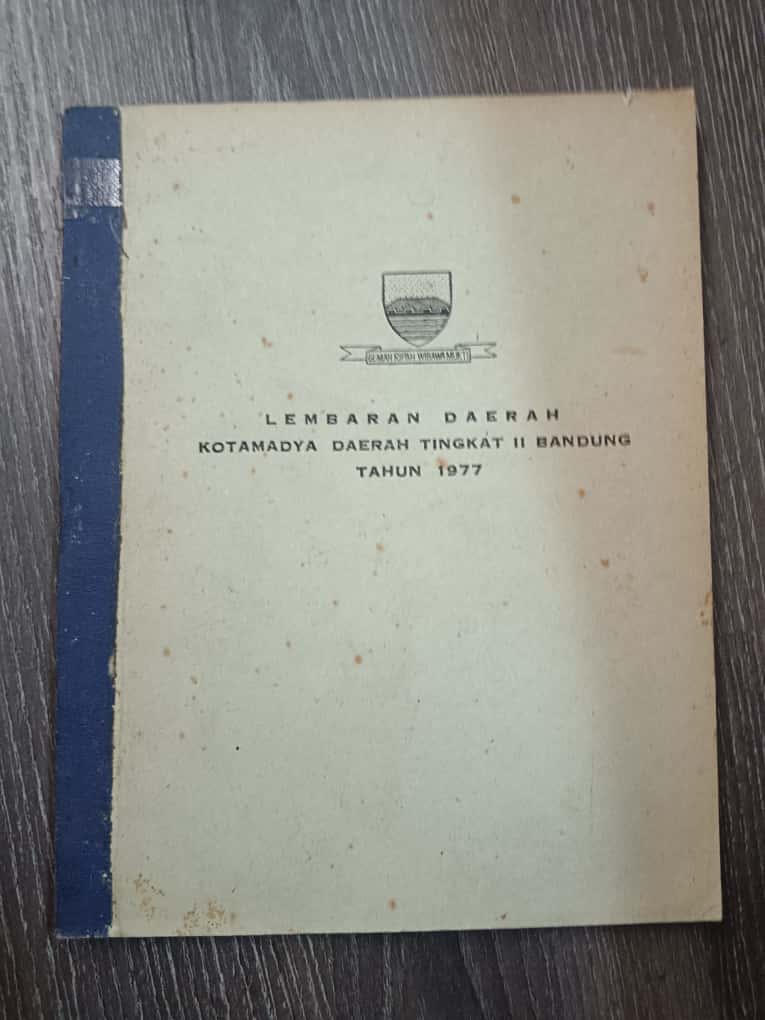 GEMAH RIPAH WIBAWA MUKTI
LEMBARAN DAERAH
KOTAMADYA DAERAH TINGKAT II BANDUNG
TAHUN 1977